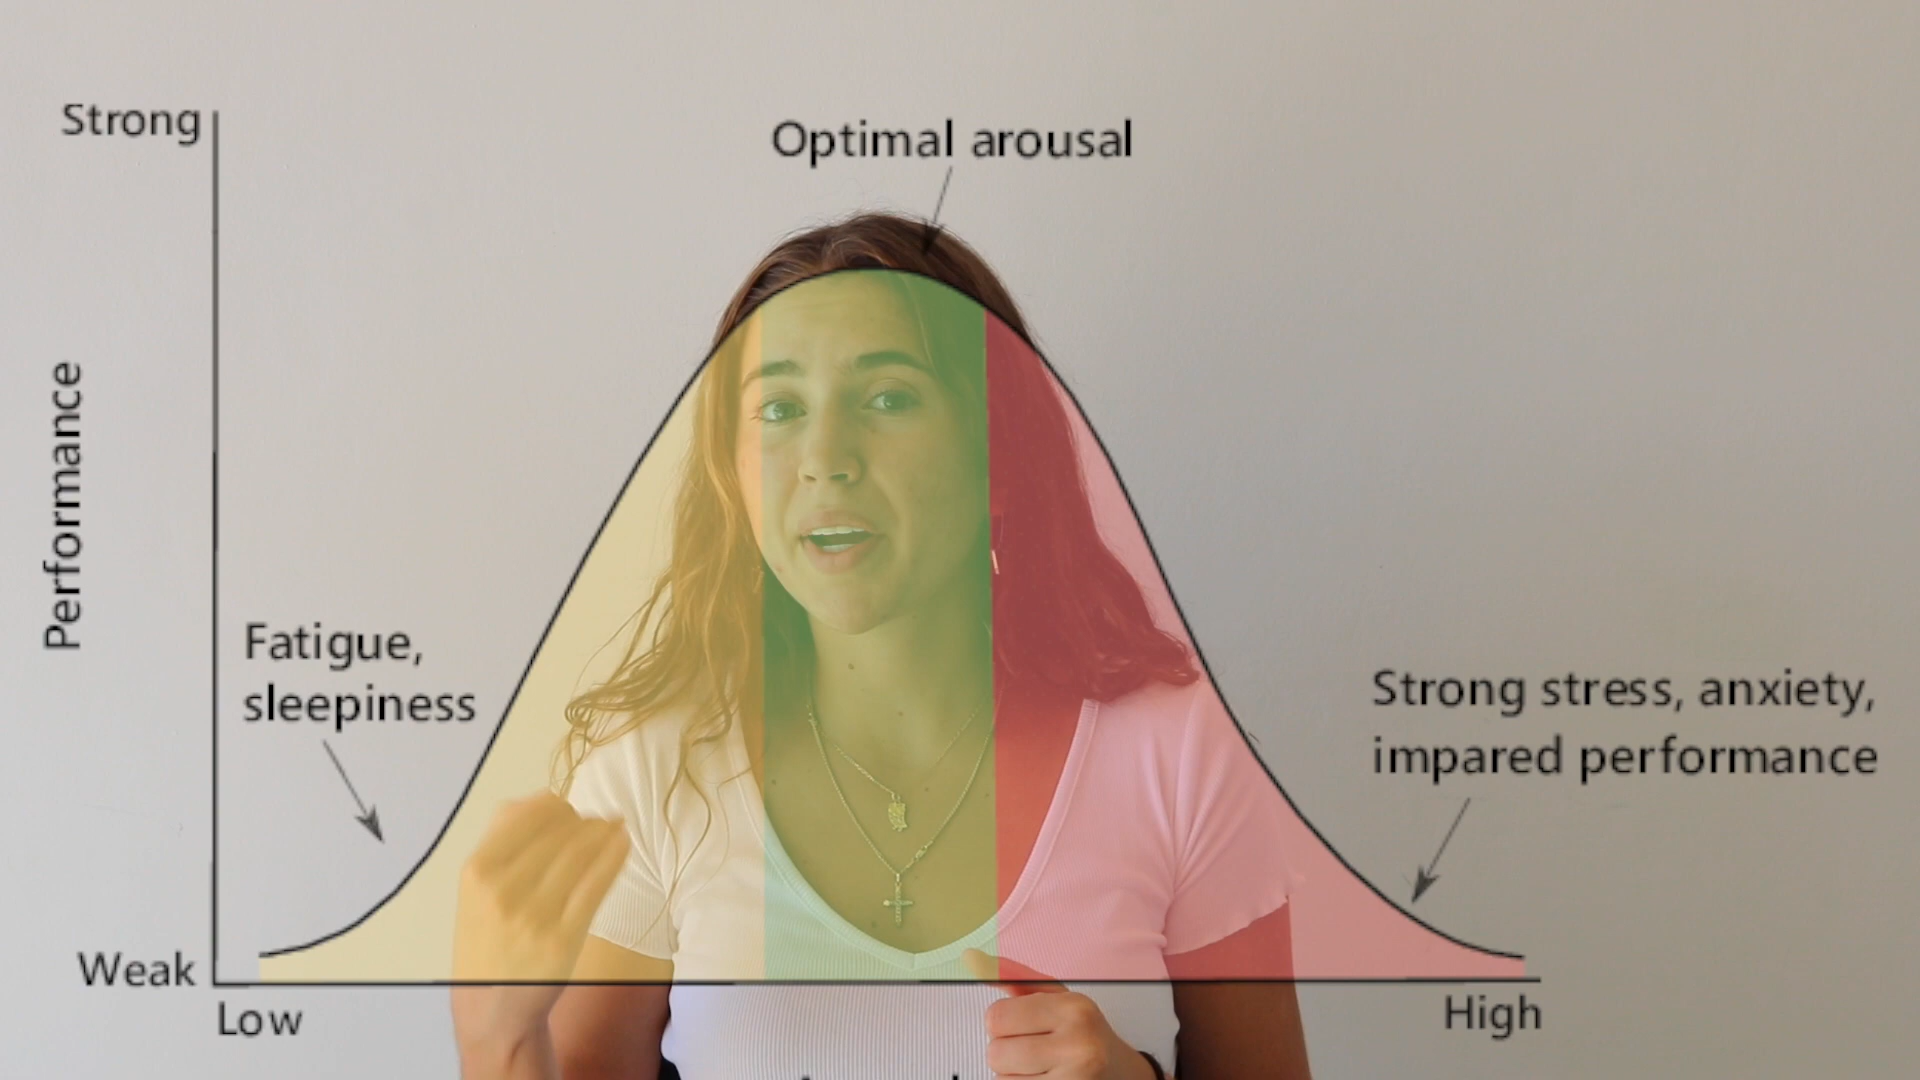 Strong
Optimal arousal
Performance
Fatigue,
sleepiness
Strong stress, anxiety,
impared performance
Weak
Low
High